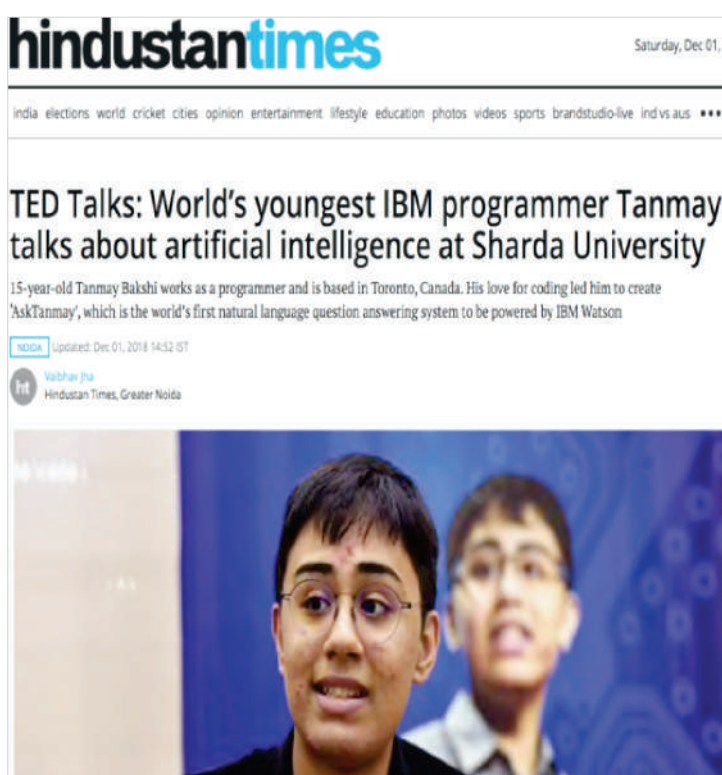 hindustantimes
Saturday, Dec 01,
india elections world cricket cities opinion entertainment lifestyle education photos videos sports brandstudio-live ind vs aus •••
TED Talks: World's youngest IBM programmer Tanmay
talks about artificial intelligence at Sharda University
15-year-old Tanmay Bakshi works as a programmer and is based in Toronto, Canada. His love for coding led him to create
'AskTanmay', which is the world's first natural language question answering system to be powered by IBM Watson
NOIDA Updated: Dec 01, 2018 14:52 IST
ht
Vaibhav Jha
Hindustan Times, Greater Noida